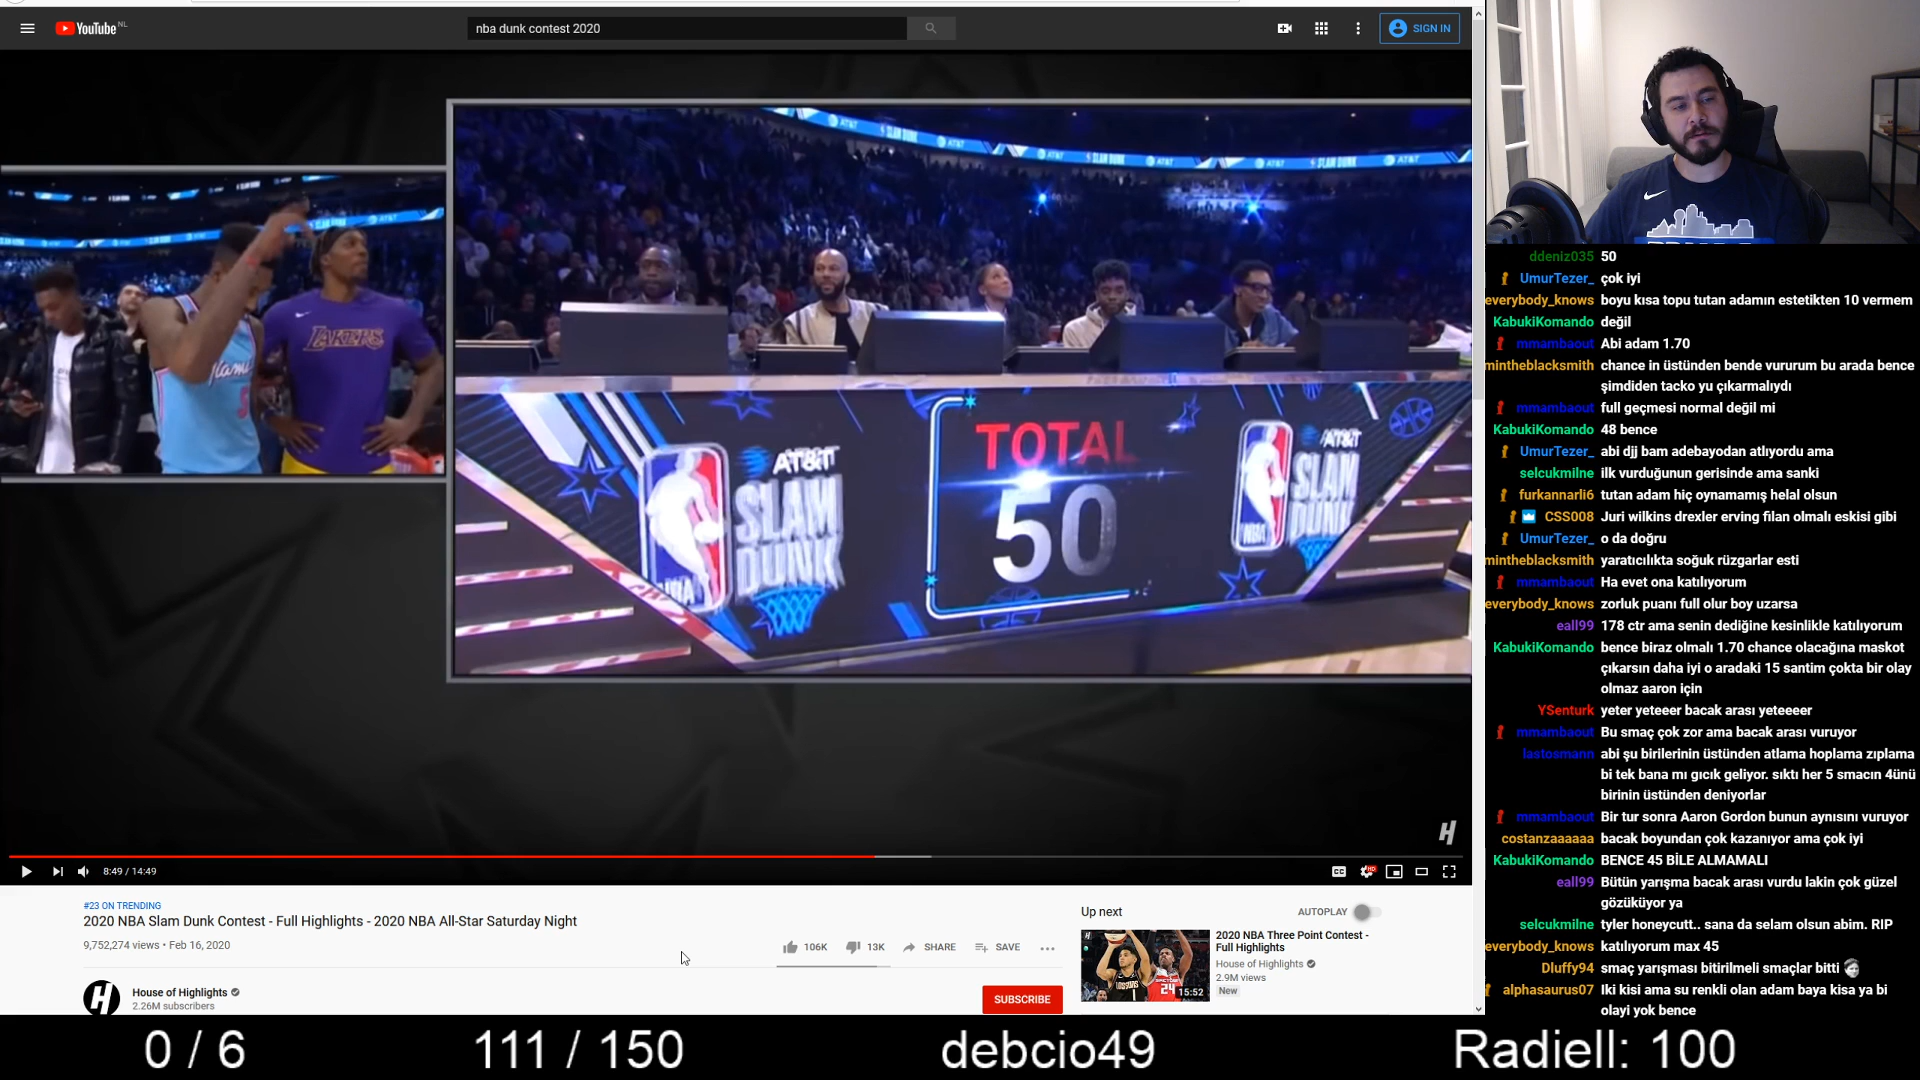 YouTube NL
nba dunk contest 2020
SIGN IN
AT&T
SLAM DUNK
LAKERS
TOTAL
50
AT&T
SLAM
DUNK
NBA
AT&T
SLAM
DUNK
NBA
8:49 / 14:49
#23 ON TRENDING
2020 NBA Slam Dunk Contest - Full Highlights - 2020 NBA All-Star Saturday Night
9,752,274 views • Feb 16, 2020
106K
13K
SHARE
SAVE
House of Highlights
2.26M subscribers
SUBSCRIBE
Up next
AUTOPLAY
2020 NBA Three Point Contest -
Full Highlights
House of Highlights
2.9M views
New
15:52
ddeniz035 50
UmurTezer_ çok iyi
everybody_knows boyu kısa topu tutan adamın estetikten 10 vermem
KabukiKomando değil
mmambaout Abi adam 1.70
mintheblacksmith chance in üstünden bende vururum bu arada bence
şimdiden tacko yu çıkarmalıydı
mmambaout full geçmesi normal değil mi
KabukiKomando 48 bence
UmurTezer_ abi djj bam adebayodan atlıyordu ama
selcukmilne ilk vurduğunun gerisinde ama sanki
furkannarli6 tutan adam hiç oynamamış helal olsun
CSS008 Juri wilkins drexler erving filan olmalı eskisi gibi
UmurTezer_ o da doğru
mintheblacksmith yaratıcılıkta soğuk rüzgarlar esti
mmambaout Ha evet ona katılıyorum
everybody_knows zorluk puanı full olur boy uzarsa
eall99 178 ctr ama senin dediğine kesinlikle katılıyorum
KabukiKomando bence biraz olmalı 1.70 chance olacağına maskot
çıkarsın daha iyi o aradaki 15 santim çokta bir olay
olmaz aaron için
YSenturk yeter yeteeer bacak arası yeteeeer
mmambaout Bu smaç çok zor ama bacak arası vuruyor
lastosmann abi şu birilerinin üstünden atlama hoplama zıplama
bi tek bana mı gıcık geliyor. sıktı her 5 smacın 4ünü
birinin üstünden deniyorlar
mmambaout Bir tur sonra Aaron Gordon bunun aynısını vuruyor
costanzaaaaaa bacak boyundan çok kazanıyor ama çok iyi
KabukiKomando BENCE 45 BİLE ALMAMALI
eall99 Bütün yarışma bacak arası vurdu lakin çok güzel
gözüküyor ya
selcukmilne tyler honeycutt.. sana da selam olsun abim. RIP
everybody_knows katılıyorum max 45
Dluffy94 smaç yarışması bitirilmeli smaçlar bitti
alphasaurus07 Iki kisi ama su renkli olan adam baya kisa ya bi
olayi yok bence
0 / 6
111 / 150
debcio49
Radiell: 100